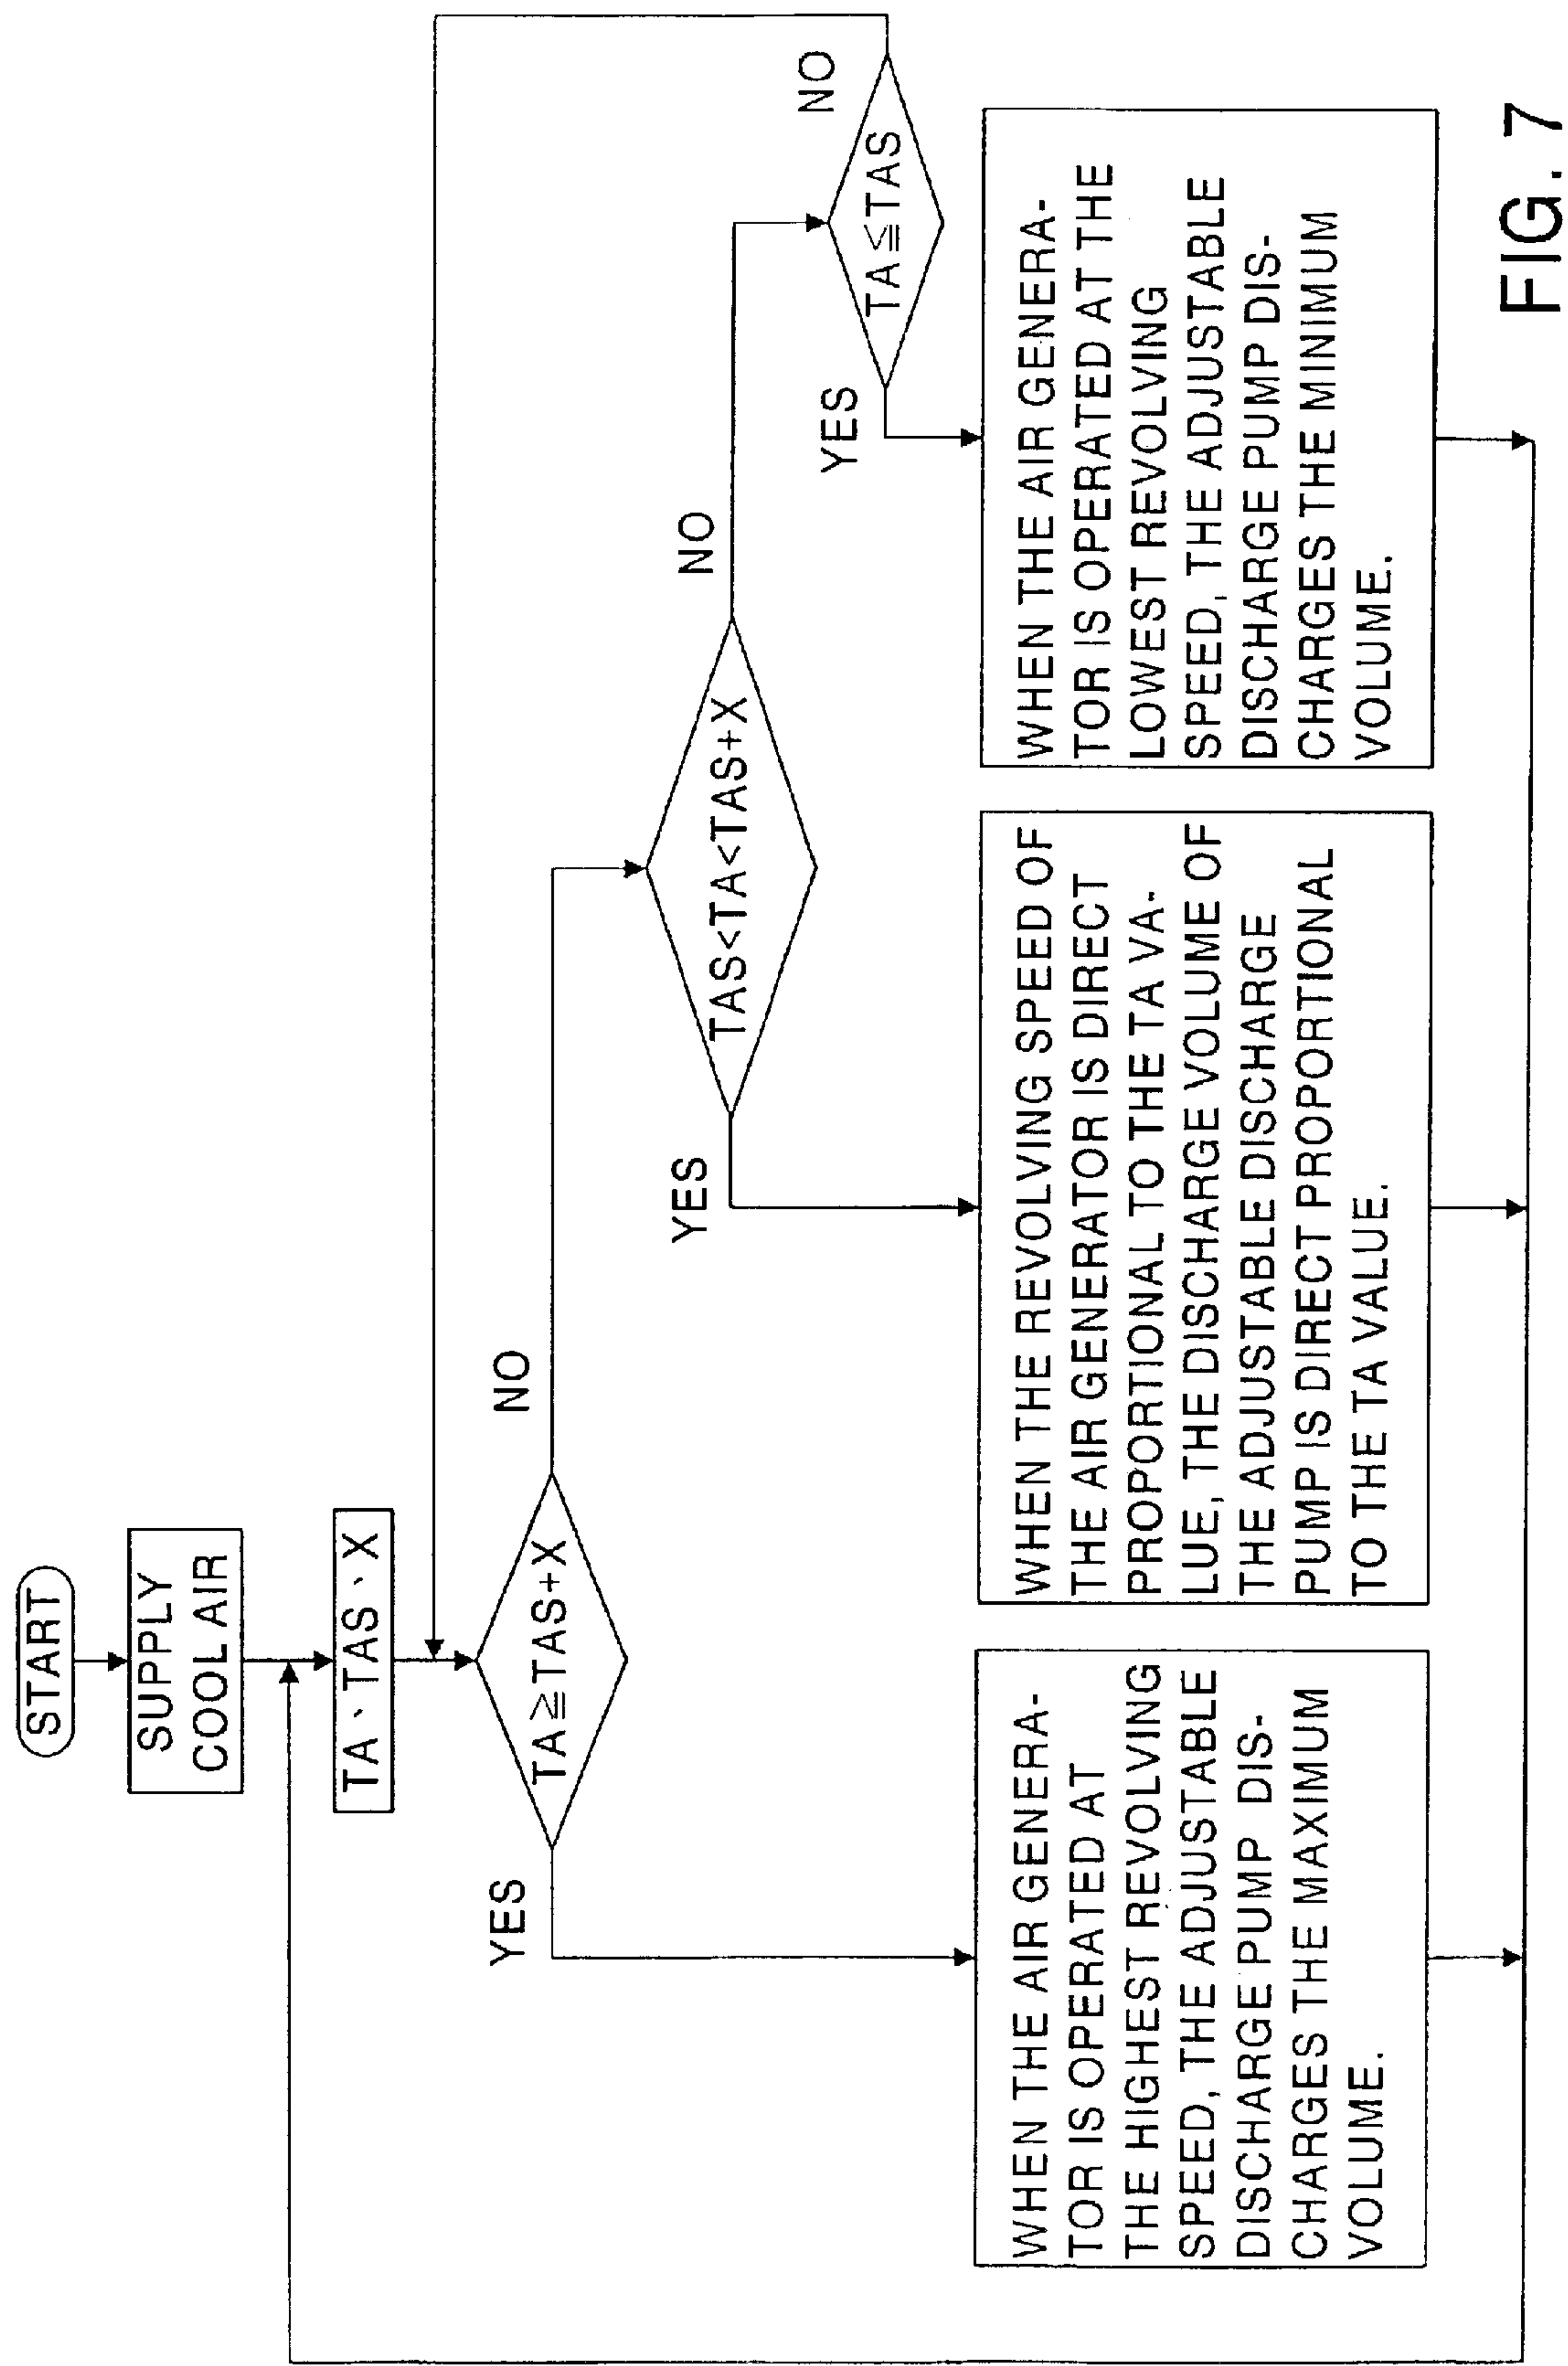 START
SUPPLY
COOL AIR
TA、TAS、X
TA≧TAS+X
YES
NO
TAS<TA<TAS+X
YES
NO
TA≦TAS
YES
NO
WHEN THE AIR GENERA-
TOR IS OPERATED AT
THE HIGHEST REVOLVING
SPEED, THE ADJUSTABLE
DISCHARGE PUMP DIS-
CHARGES THE MAXIMUM
VOLUME.
WHEN THE REVOLVING SPEED OF
THE AIR GENERATOR IS DIRECT
PROPORTIONAL TO THE TA VA-
LUE, THE DISCHARGE VOLUME OF
THE ADJUSTABLE DISCHARGE
PUMP IS DIRECT PROPORTIONAL
TO THE TA VALUE.
WHEN THE AIR GENERA-
TOR IS OPERATED AT THE
LOWEST REVOLVING
SPEED, THE ADJUSTABLE
DISCHARGE PUMP DIS-
CHARGES THE MINIMUM
VOLUME.
FIG. 7